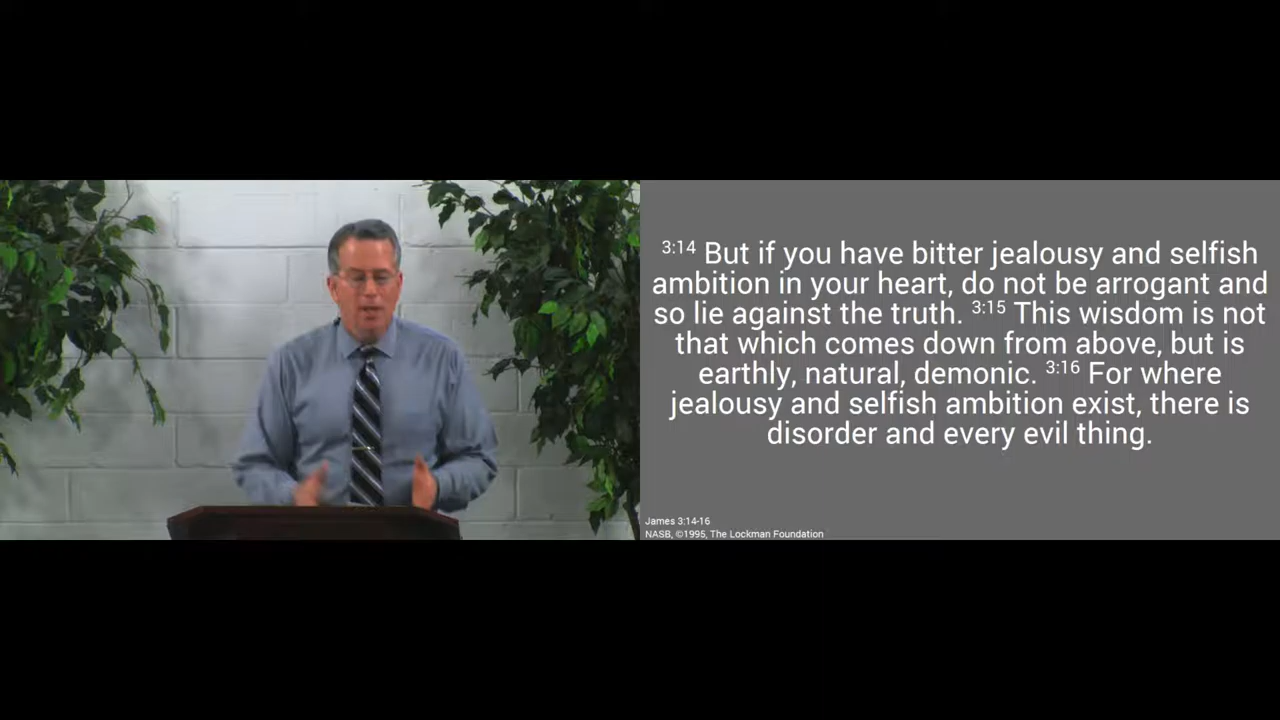 3:14 But if you have bitter jealousy and selfish
ambition in your heart, do not be arrogant and
so lie against the truth. 3:15 This wisdom is not
that which comes down from above, but is
earthly, natural, demonic. 3:16 For where
jealousy and selfish ambition exist, there is
disorder and every evil thing.
James 3:14-16
NASB, ©1995, The Lockman Foundation